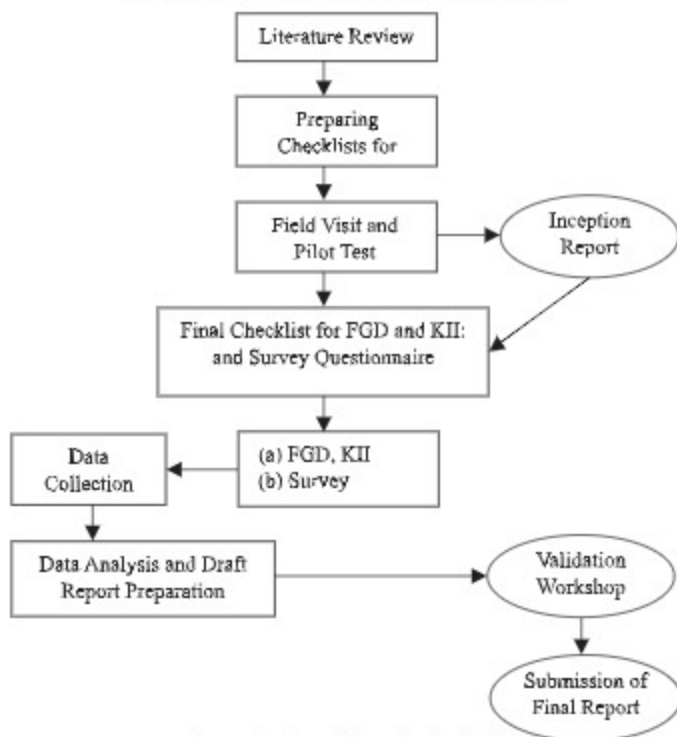 Literature Review
Preparing
Checklists for
Field Visit and
Pilot Test
Inception
Report
Final Checklist for FGD and KII:
and Survey Questionnaire
(a) FGD, KII
(b) Survey
Data
Collection
Data Analysis and Draft
Report Preparation
Validation
Workshop
Submission of
Final Report